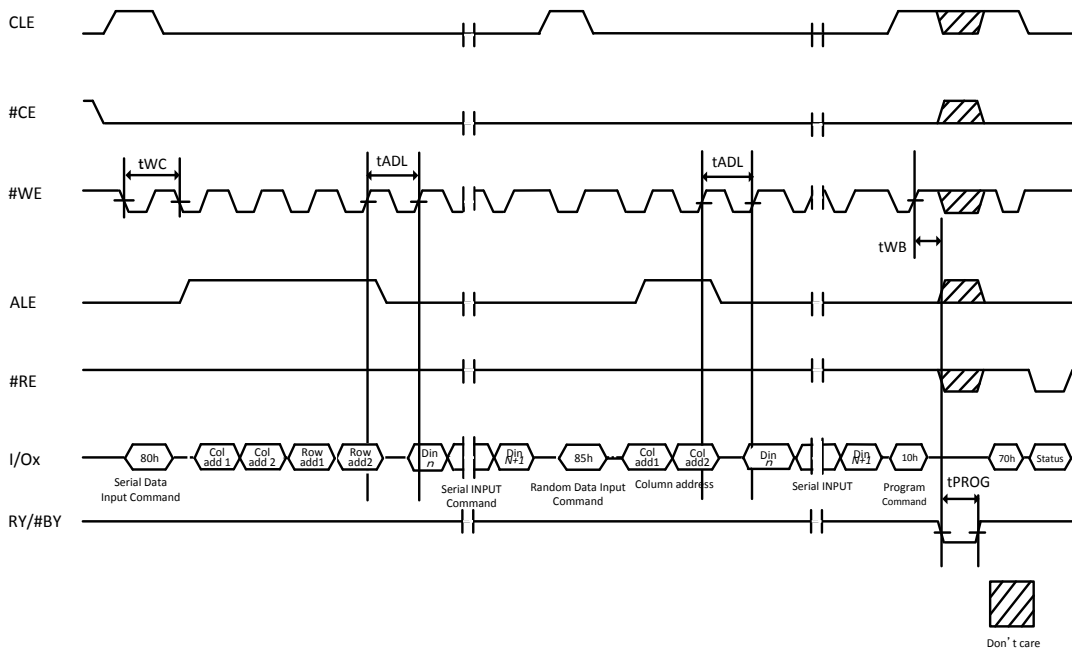 CLE
#CE
tWC
tADL
tADL
#WE
tWB
ALE
#RE
I/Ox
80h
Col add 1
Col add 2
Row add1
Row add2
Din n
Din N+1
85h
Col add1
Col add2
Din n
Din N+1
10h
70h
Status
Serial Data
Input Command
Serial INPUT
Command
Random Data Input
Command
Column address
Serial INPUT
Program
Command
tPROG
RY/#BY
Don't care